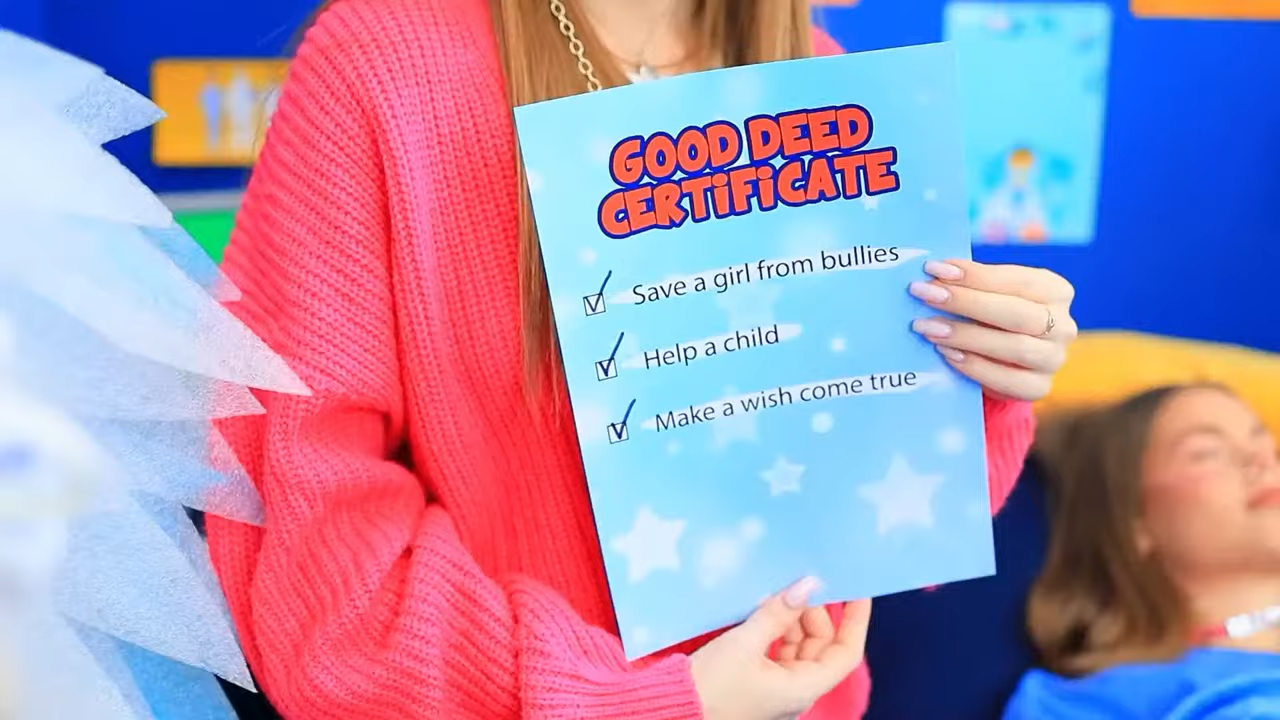 GOOD DEED
CERTiFiCATE
Save a girl from bullies
Help a child
Make a wish come true